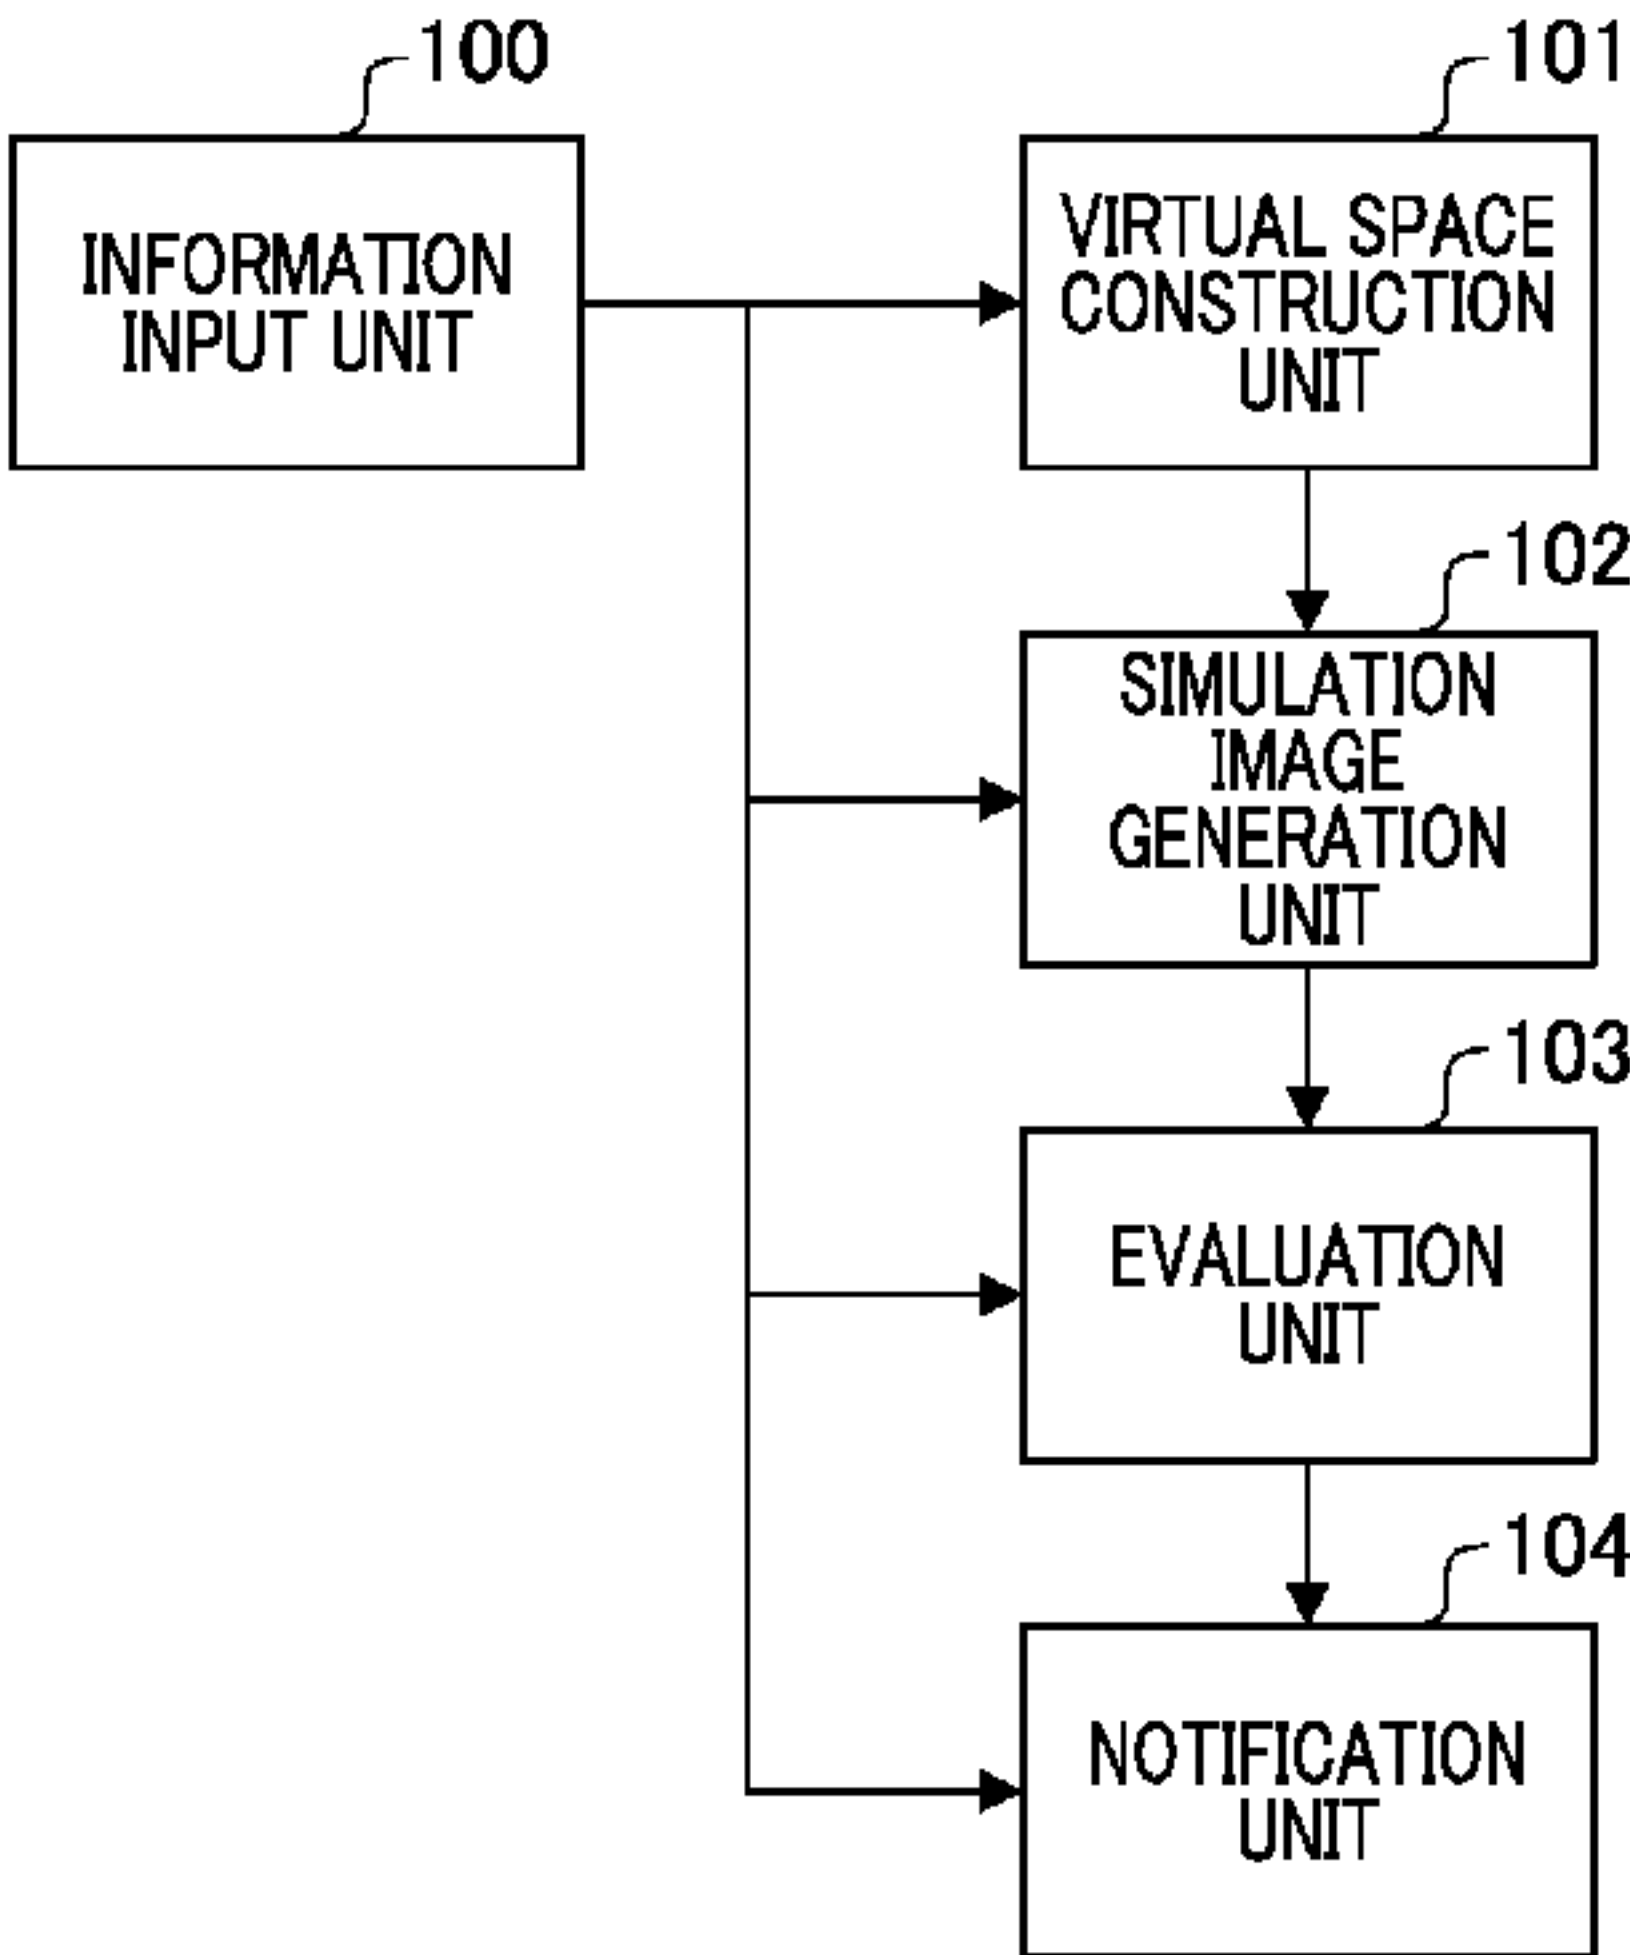 100
INFORMATION
INPUT UNIT
101
VIRTUAL SPACE
CONSTRUCTION
UNIT
102
SIMULATION
IMAGE
GENERATION
UNIT
103
EVALUATION
UNIT
104
NOTIFICATION
UNIT